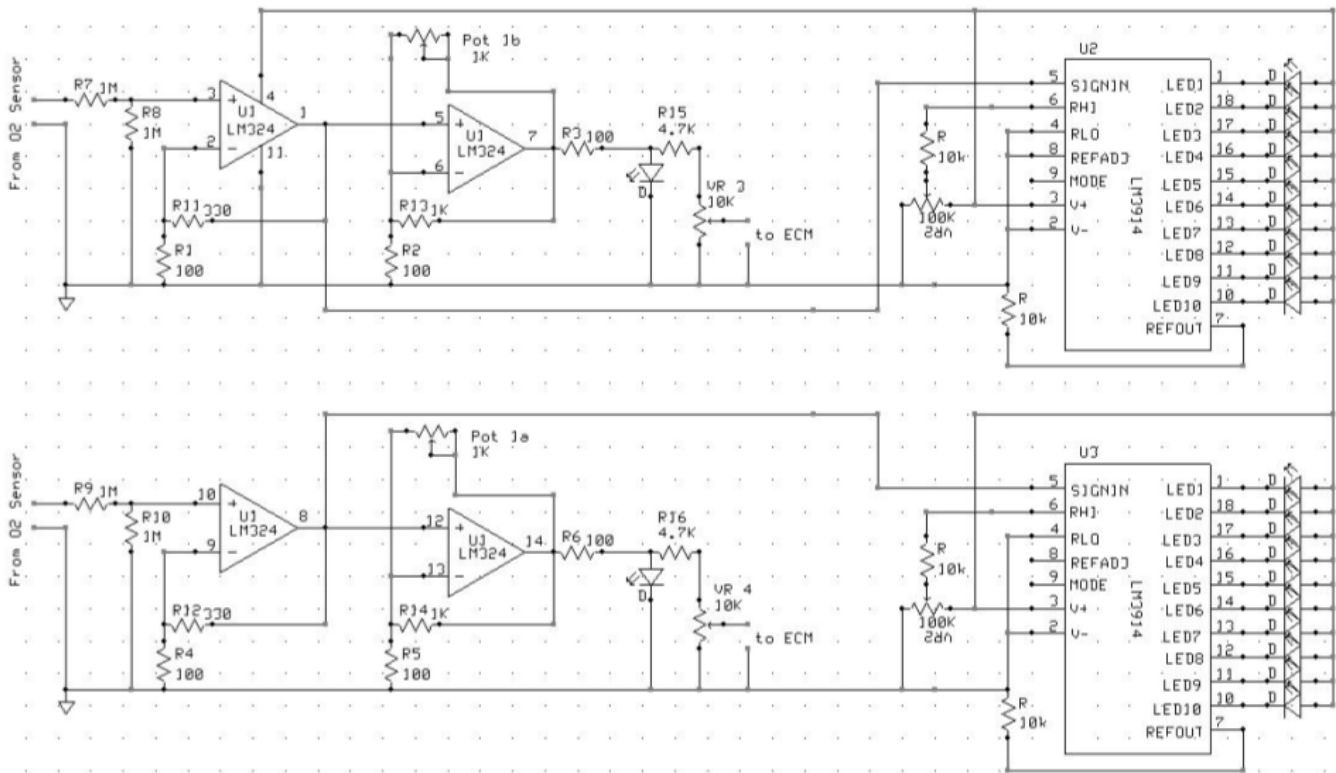 From O2 Sensor
R7 1M
R8
1M
3
2
4
1
11
U1
LM324
R11 330
R1
100
Pot 1b
1K
5
6
7
U1
LM324
R13 1K
R2
100
R3 100
R15
4.7K
D
VR 3
10K
to ECM
R
10k
100K
VR2
R
10k
U2
LM3914
5 SIGNIN
6 RHI
4 RLO
8 REFADJ
9 MODE
3 V+
2 V-
LED1 1 D
LED2 18 D
LED3 17 D
LED4 16 D
LED5 15 D
LED6 14 D
LED7 13 D
LED8 12 D
LED9 11 D
LED10 10 D
REFOUT 7
From O2 Sensor
R9 1M
R10
1M
10
9
8
U1
LM324
R12 330
R4
100
Pot 1a
1K
12
13
14
U1
LM324
R14 1K
R5
100
R6 100
R16
4.7K
D
VR 4
10K
to ECM
R
10k
100K
VR2
R
10k
U3
LM3914
5 SIGNIN
6 RHI
4 RLO
8 REFADJ
9 MODE
3 V+
2 V-
LED1 1 D
LED2 18 D
LED3 17 D
LED4 16 D
LED5 15 D
LED6 14 D
LED7 13 D
LED8 12 D
LED9 11 D
LED10 10 D
REFOUT 7